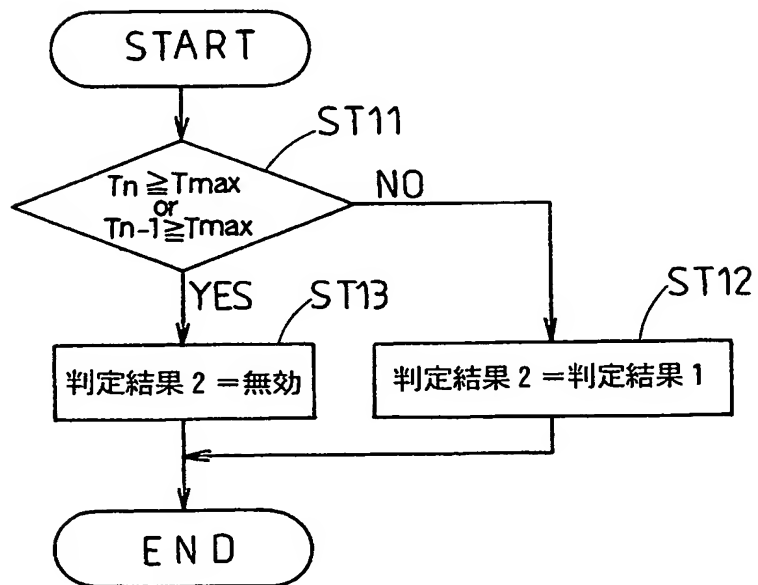 START
ST11
Tn≧Tmax
or
Tn-1≧Tmax
NO
YES
ST13
ST12
判定結果2=無効
判定結果2=判定結果1
END